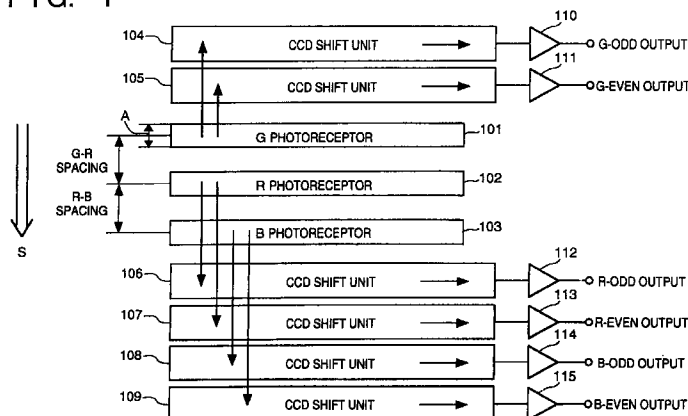 FIG. 1
110
104 CCD SHIFT UNIT G-ODD OUTPUT
111
105 CCD SHIFT UNIT G-EVEN OUTPUT
A
G PHOTORECEPTOR 101
G-R
SPACING
R PHOTORECEPTOR 102
R-B
SPACING
B PHOTORECEPTOR 103
S
112
106 CCD SHIFT UNIT R-ODD OUTPUT
113
107 CCD SHIFT UNIT R-EVEN OUTPUT
114
108 CCD SHIFT UNIT B-ODD OUTPUT
115
109 CCD SHIFT UNIT B-EVEN OUTPUT